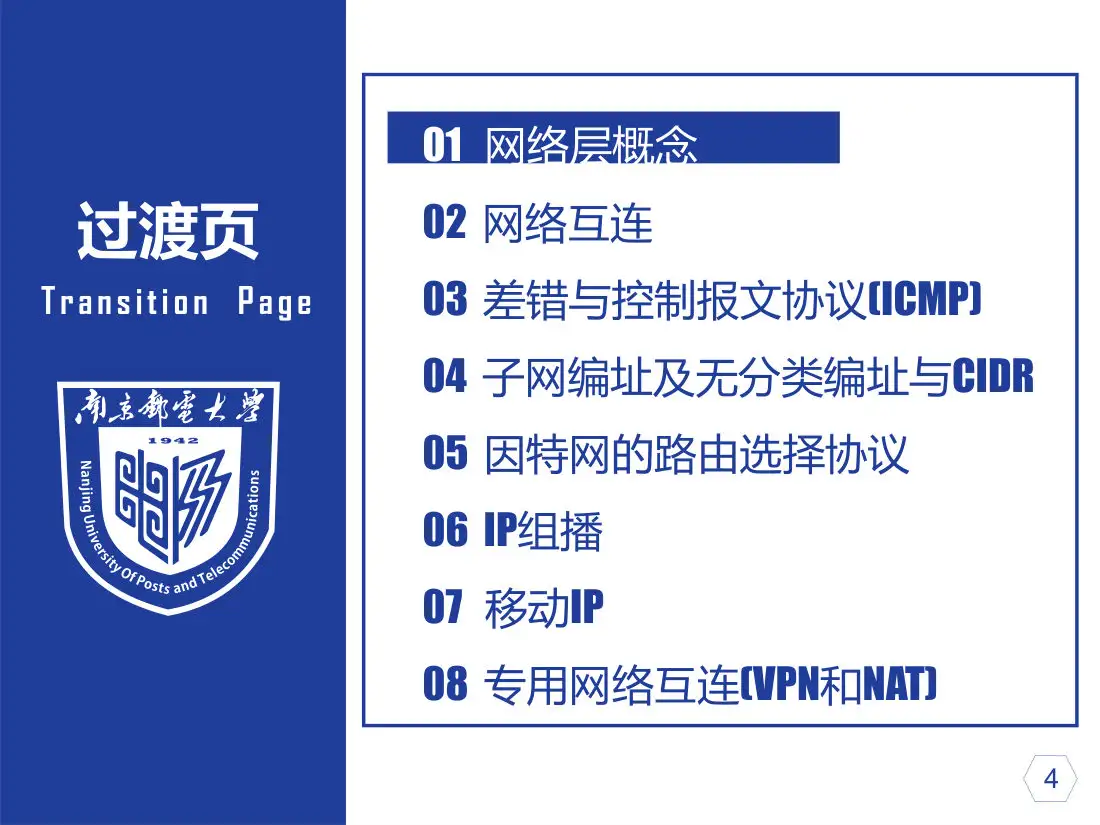 过渡页
Transition Page
南京邮电大学
1942
Nanjing University Of Posts and Telecommunications
01 网络层概念
02 网络互连
03 差错与控制报文协议(ICMP)
04 子网编址及无分类编址与CIDR
05 因特网的路由选择协议
06 IP组播
07 移动IP
08 专用网络互连(VPN和NAT)
4